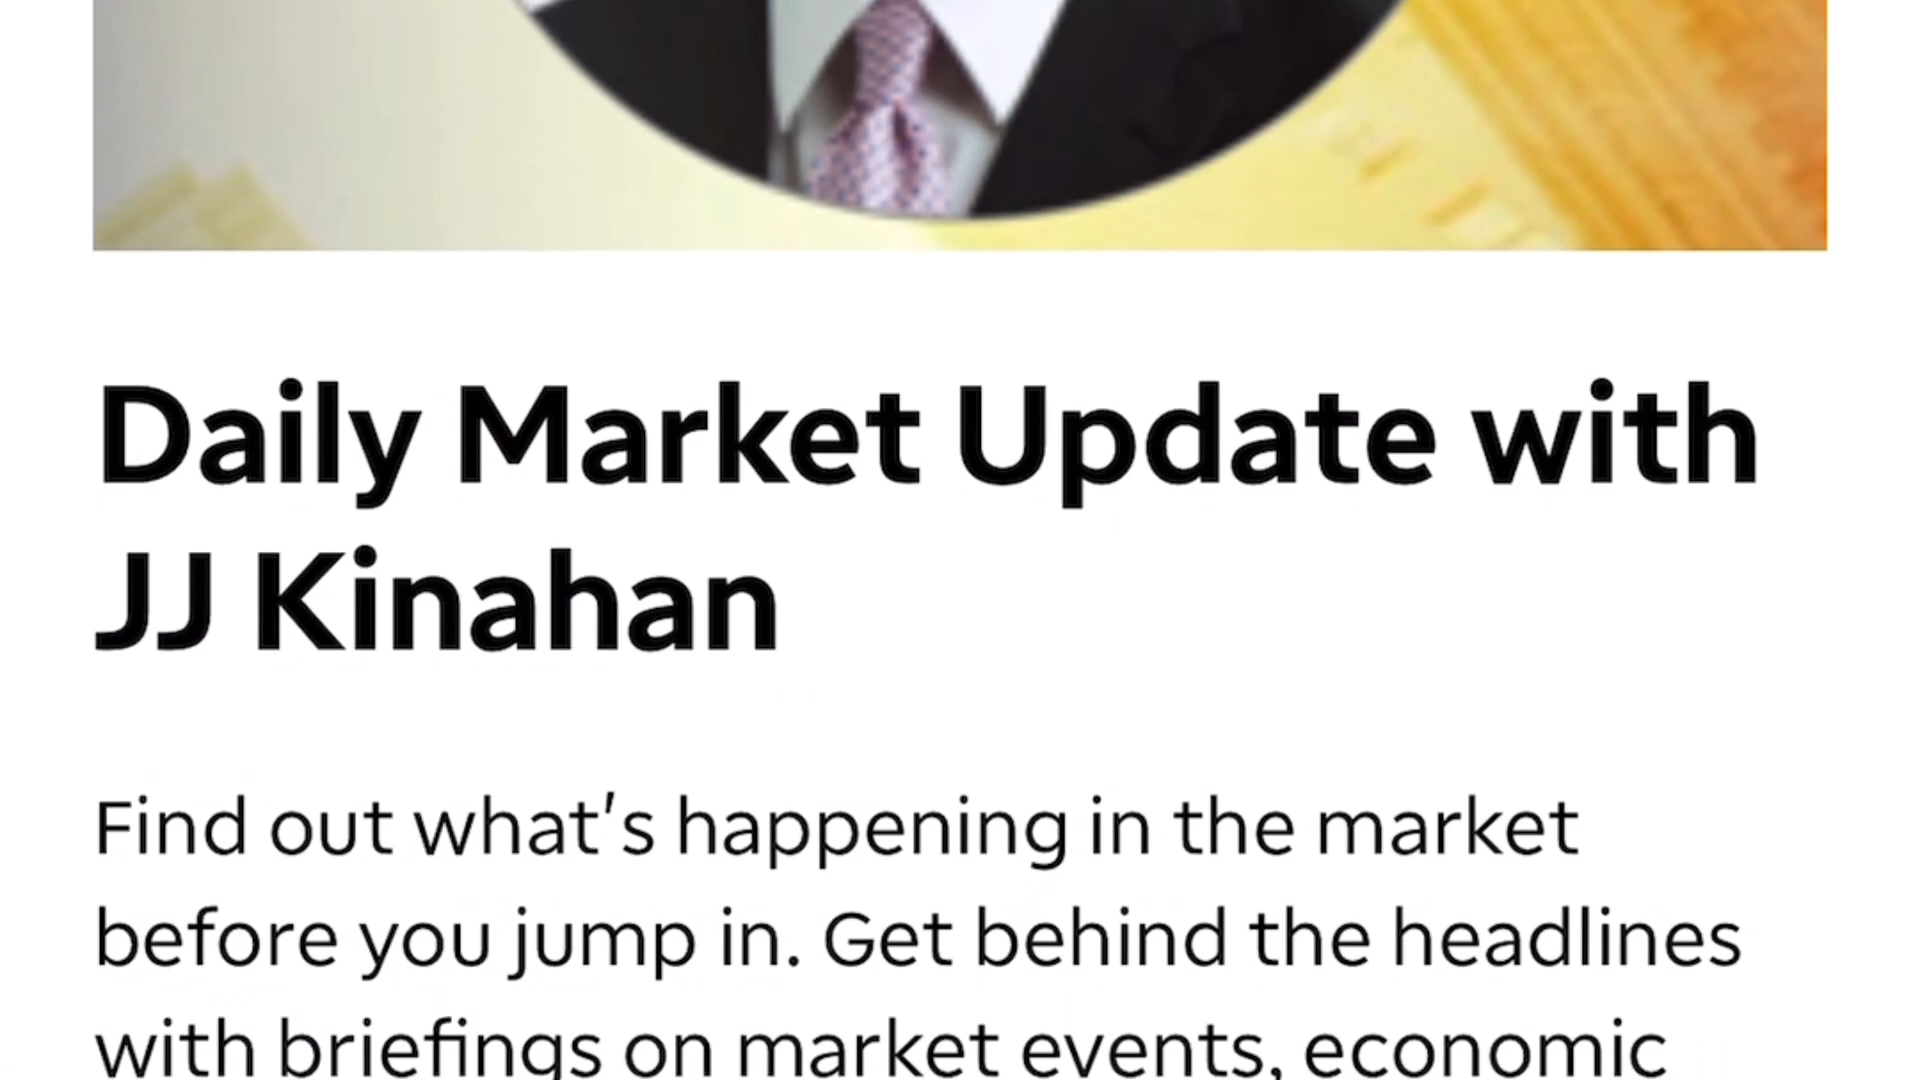 Daily Market Update with
JJ Kinahan
Find out what's happening in the market
before you jump in. Get behind the headlines
with briefings on market events, economic